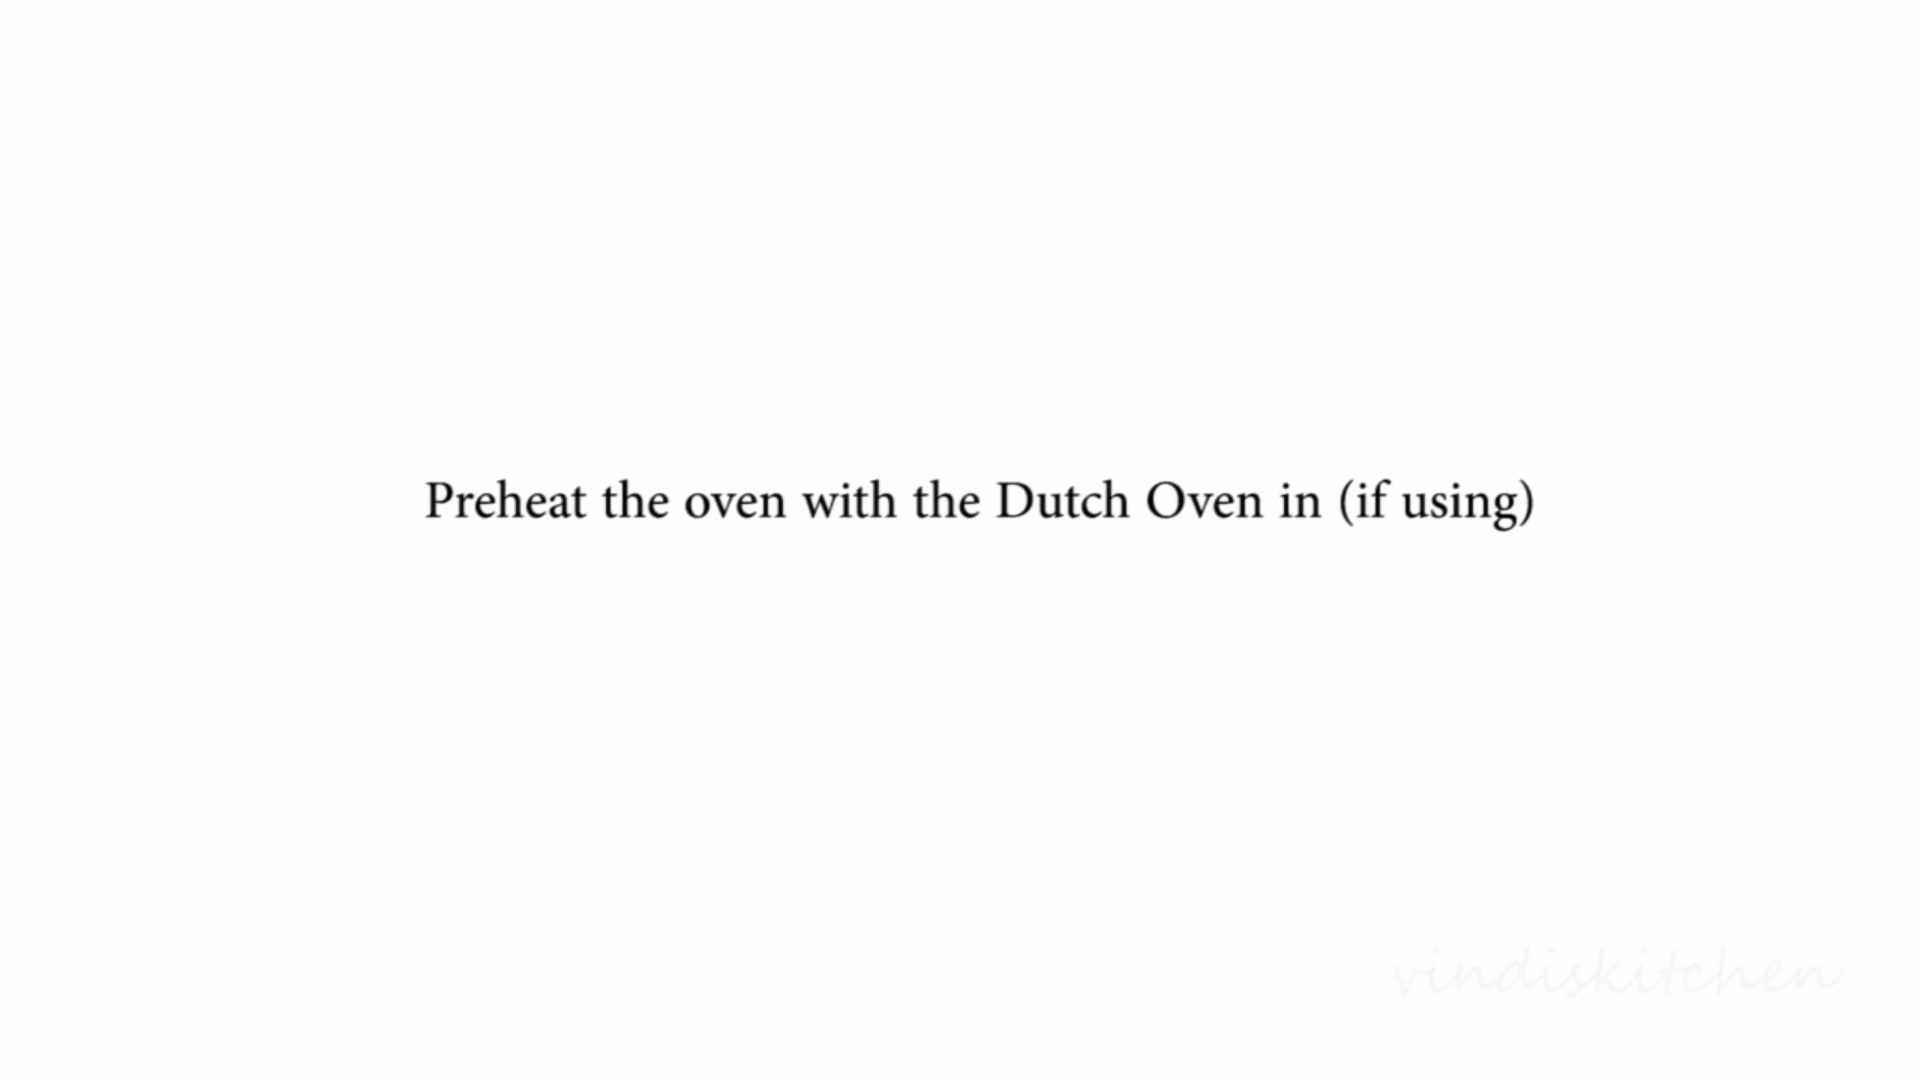 Preheat the oven with the Dutch Oven in (if using)
vindiskitchen